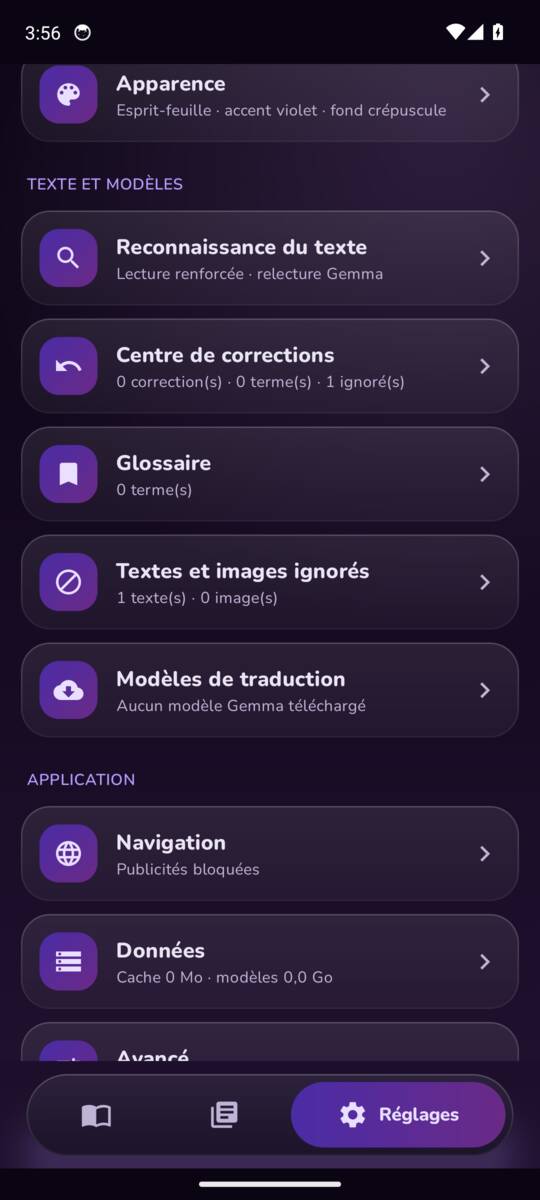 3:56
Apparence
Esprit-feuille · accent violet · fond crépuscule
TEXTE ET MODÈLES
Reconnaissance du texte
Lecture renforcée · relecture Gemma
Centre de corrections
0 correction(s) · 0 terme(s) · 1 ignoré(s)
Glossaire
0 terme(s)
Textes et images ignorés
1 texte(s) · 0 image(s)
Modèles de traduction
Aucun modèle Gemma téléchargé
APPLICATION
Navigation
Publicités bloquées
Données
Cache 0 Mo · modèles 0,0 Go
Avancé
Réglages